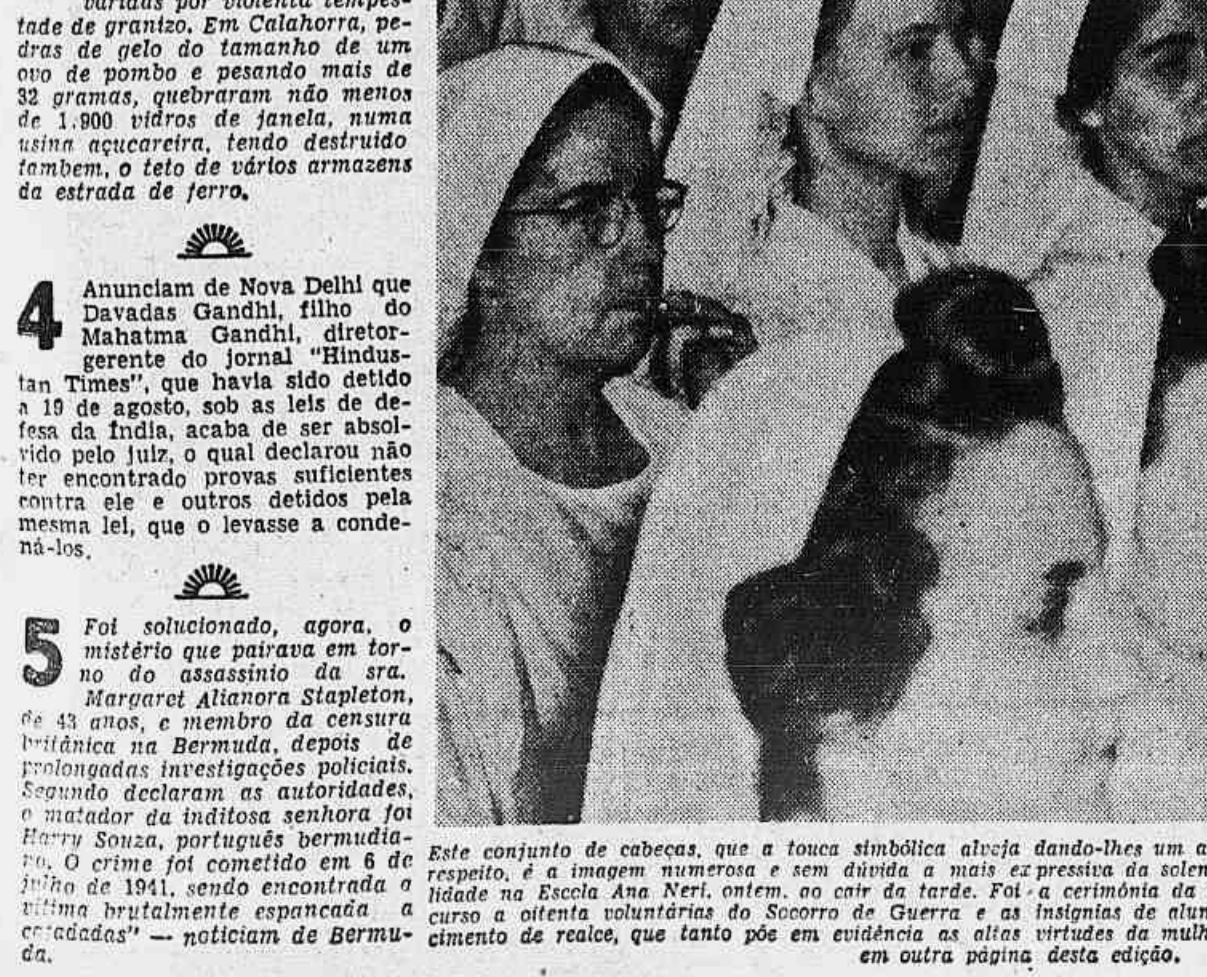 variaas por violenta tempes-
tade de granizo. Em Calahorra, pe-
dras de gelo do tamanho de um
ovo de pombo e pesando mais de
32 gramas, quebraram não menos
de 1.900 vidros de janela, numa
usina açucareira, tendo destruido
tambem, o teto de vários armazens
da estrada de ferro.
4 Anunciam de Nova Delhi que
Davadas Gandhi, filho do
Mahatma Gandhi, diretor-
gerente do jornal "Hindus-
tan Times", que havia sido detido
a 19 de agosto, sob as leis de de-
fesa da Índia, acaba de ser absol-
vido pelo juiz, o qual declarou não
ter encontrado provas suficientes
contra ele e outros detidos pela
mesma lei, que o levasse a conde-
ná-los.
5 Foi solucionado, agora, o
mistério que pairava em tor-
no do assassinio da sra.
Margaret Alianora Stapleton,
de 43 anos, e membro da censura
britânica na Bermuda, depois de
prolongadas investigações policiais.
Segundo declaram as autoridades,
o matador da inditosa senhora foi
Harry Souza, português bermudia-
no. O crime foi cometido em 6 de
julho de 1941, sendo encontrada a
vítima brutalmente espancada a
" — noticiam de Bermu-
da.
Este conjunto de cabeças, que a touca simbólica alveja dando-lhes um a
respeito, é a imagem numerosa e sem dúvida a mais expressiva da solen
lidade na Esccla Ana Neri, ontem, ao cair da tarde. Foi a cerimônia da
curso a oitenta voluntárias do Socorro de Guerra e as insignias de alun
cimento de realce, que tanto põe em evidência as altas virtudes da mulh
em outra página desta edição.